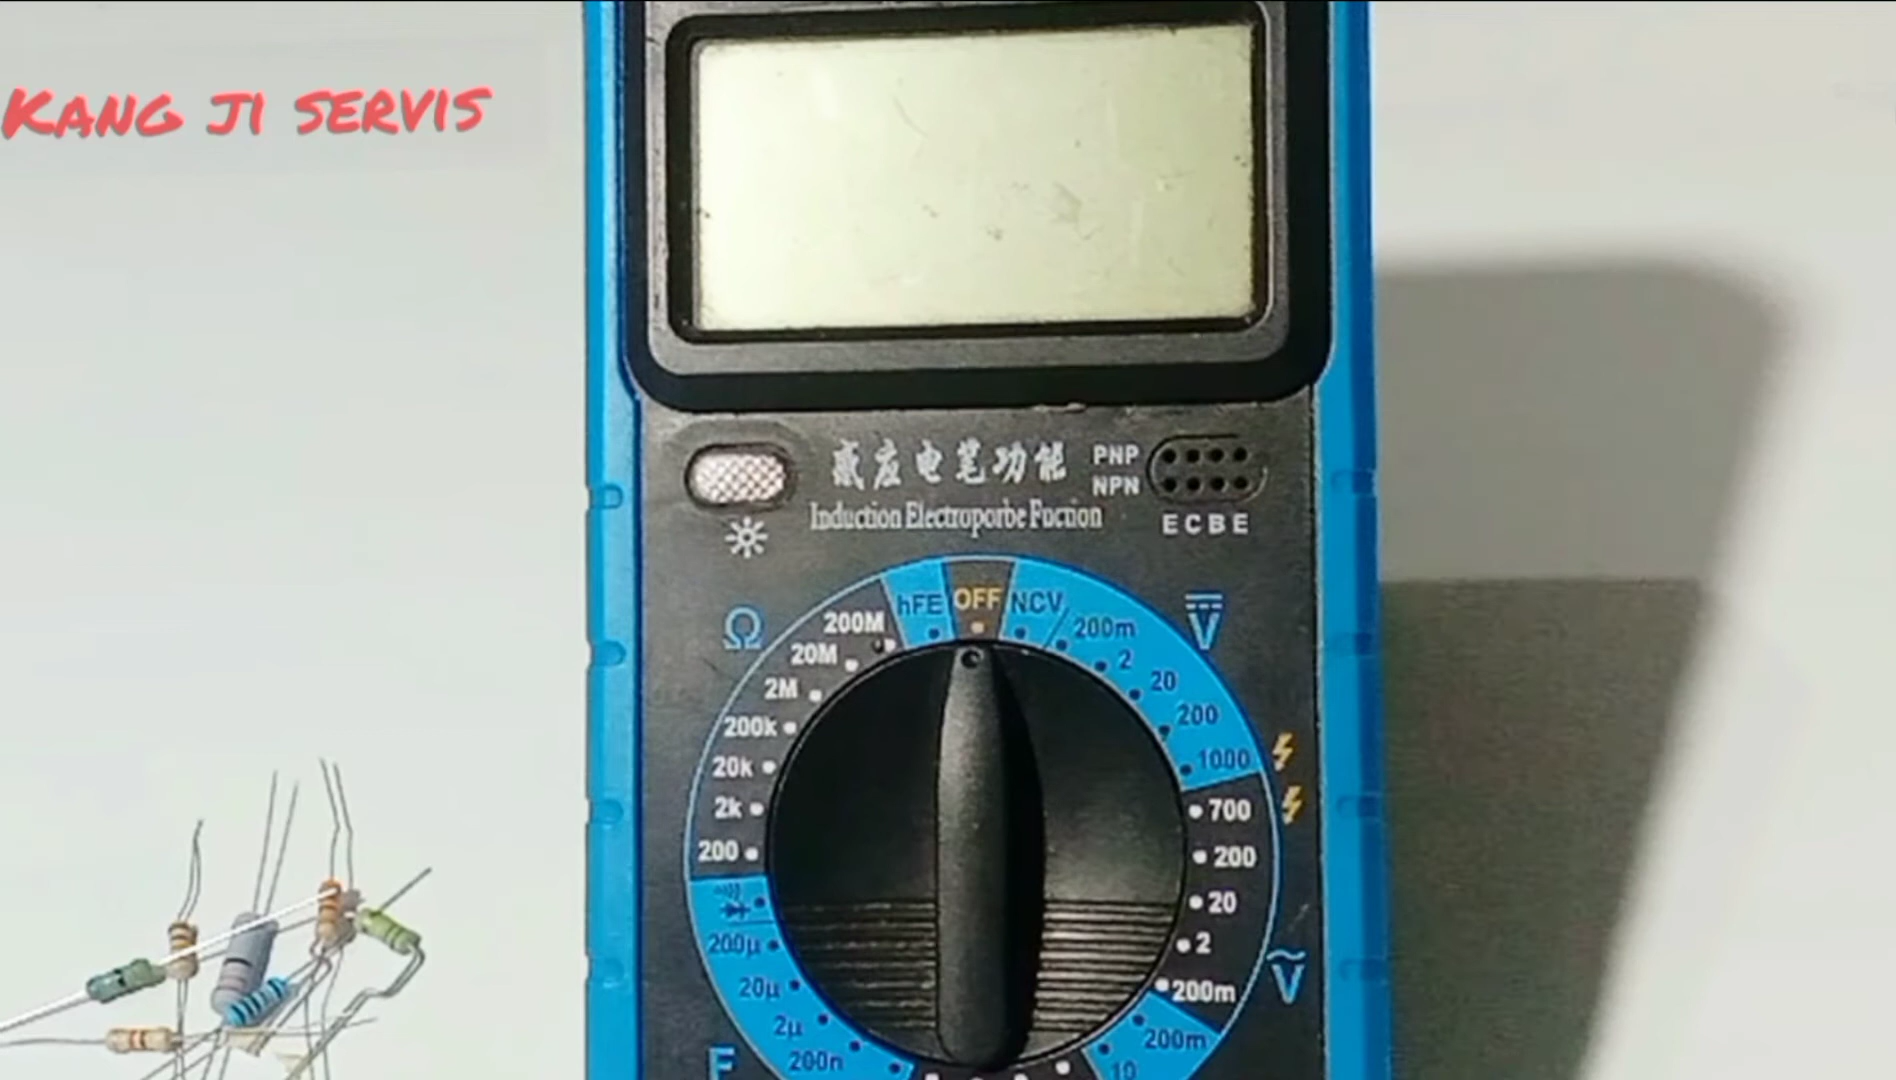 KANG JI SERVIS
感应电笔功能
Induction Electroporbe Fuction
PNP
NPN
ECBE
Ω
hFE
OFF
NCV
200M
20M
2M
200k
20k
2k
200
200m
2
20
200
1000
V
700
200
20
2
200m
V
200µ
20µ
2µ
200n
F
200m
10